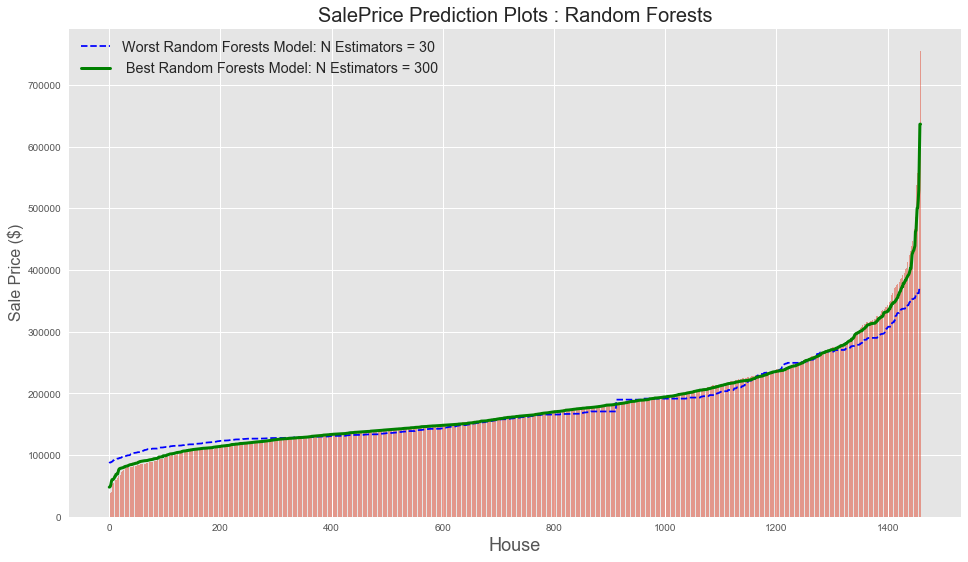 SalePrice Prediction Plots : Random Forests
Worst Random Forests Model: N Estimators = 30
Best Random Forests Model: N Estimators = 300
Sale Price ($)
700000
600000
500000
400000
300000
200000
100000
0
0 200 400 600 800 1000 1200 1400
House